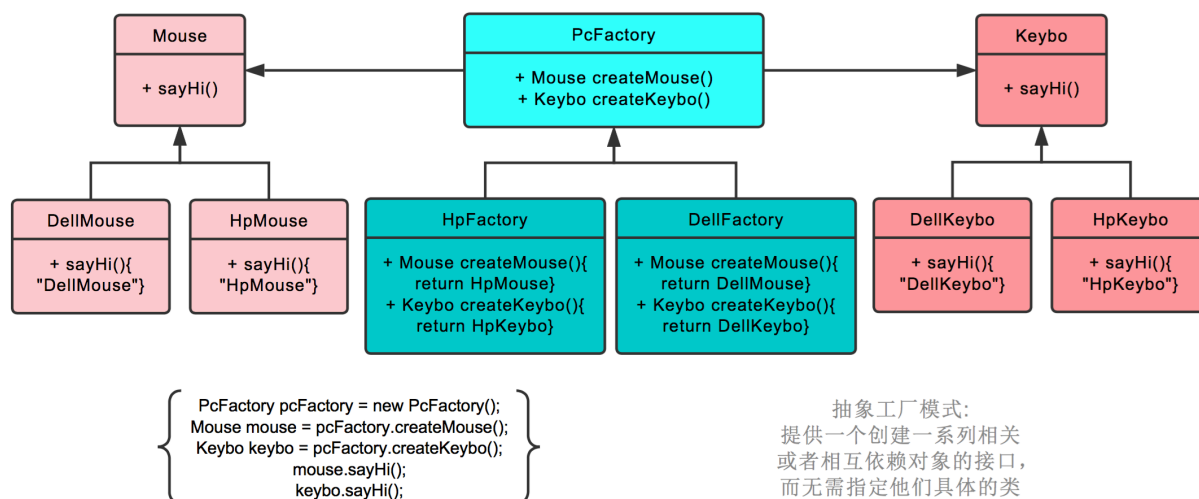 Mouse
+ sayHi()
PcFactory
+ Mouse createMouse()
+ Keybo createKeybo()
Keybo
+ sayHi()
DellMouse
+ sayHi(){
"DellMouse"}
HpMouse
+ sayHi(){
"HpMouse"}
HpFactory
+ Mouse createMouse(){
return HpMouse}
+ Keybo createKeybo(){
return HpKeybo}
DellFactory
+ Mouse createMouse(){
return DellMouse}
+ Keybo createKeybo(){
return DellKeybo}
DellKeybo
+ sayHi(){
"DellKeybo"}
HpKeybo
+ sayHi(){
"HpKeybo"}
PcFactory pcFactory = new PcFactory();
Mouse mouse = pcFactory.createMouse();
Keybo keybo = pcFactory.createKeybo();
mouse.sayHi();
keybo.sayHi();
抽象工厂模式:
提供一个创建一系列相关
或者相互依赖对象的接口，
而无需指定他们具体的类